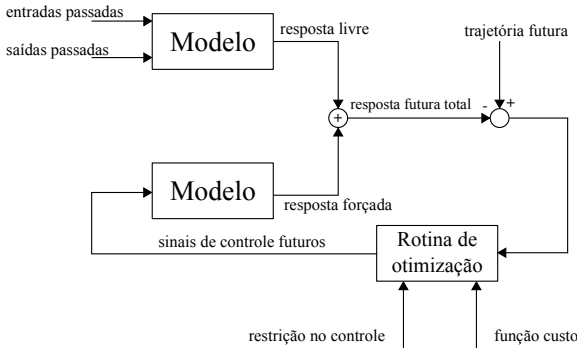 entradas passadas
saídas passadas
Modelo
resposta livre
trajetória futura
resposta futura total
-
+
+
Modelo
resposta forçada
sinais de controle futuros
Rotina de
otimização
restrição no controle
função custo